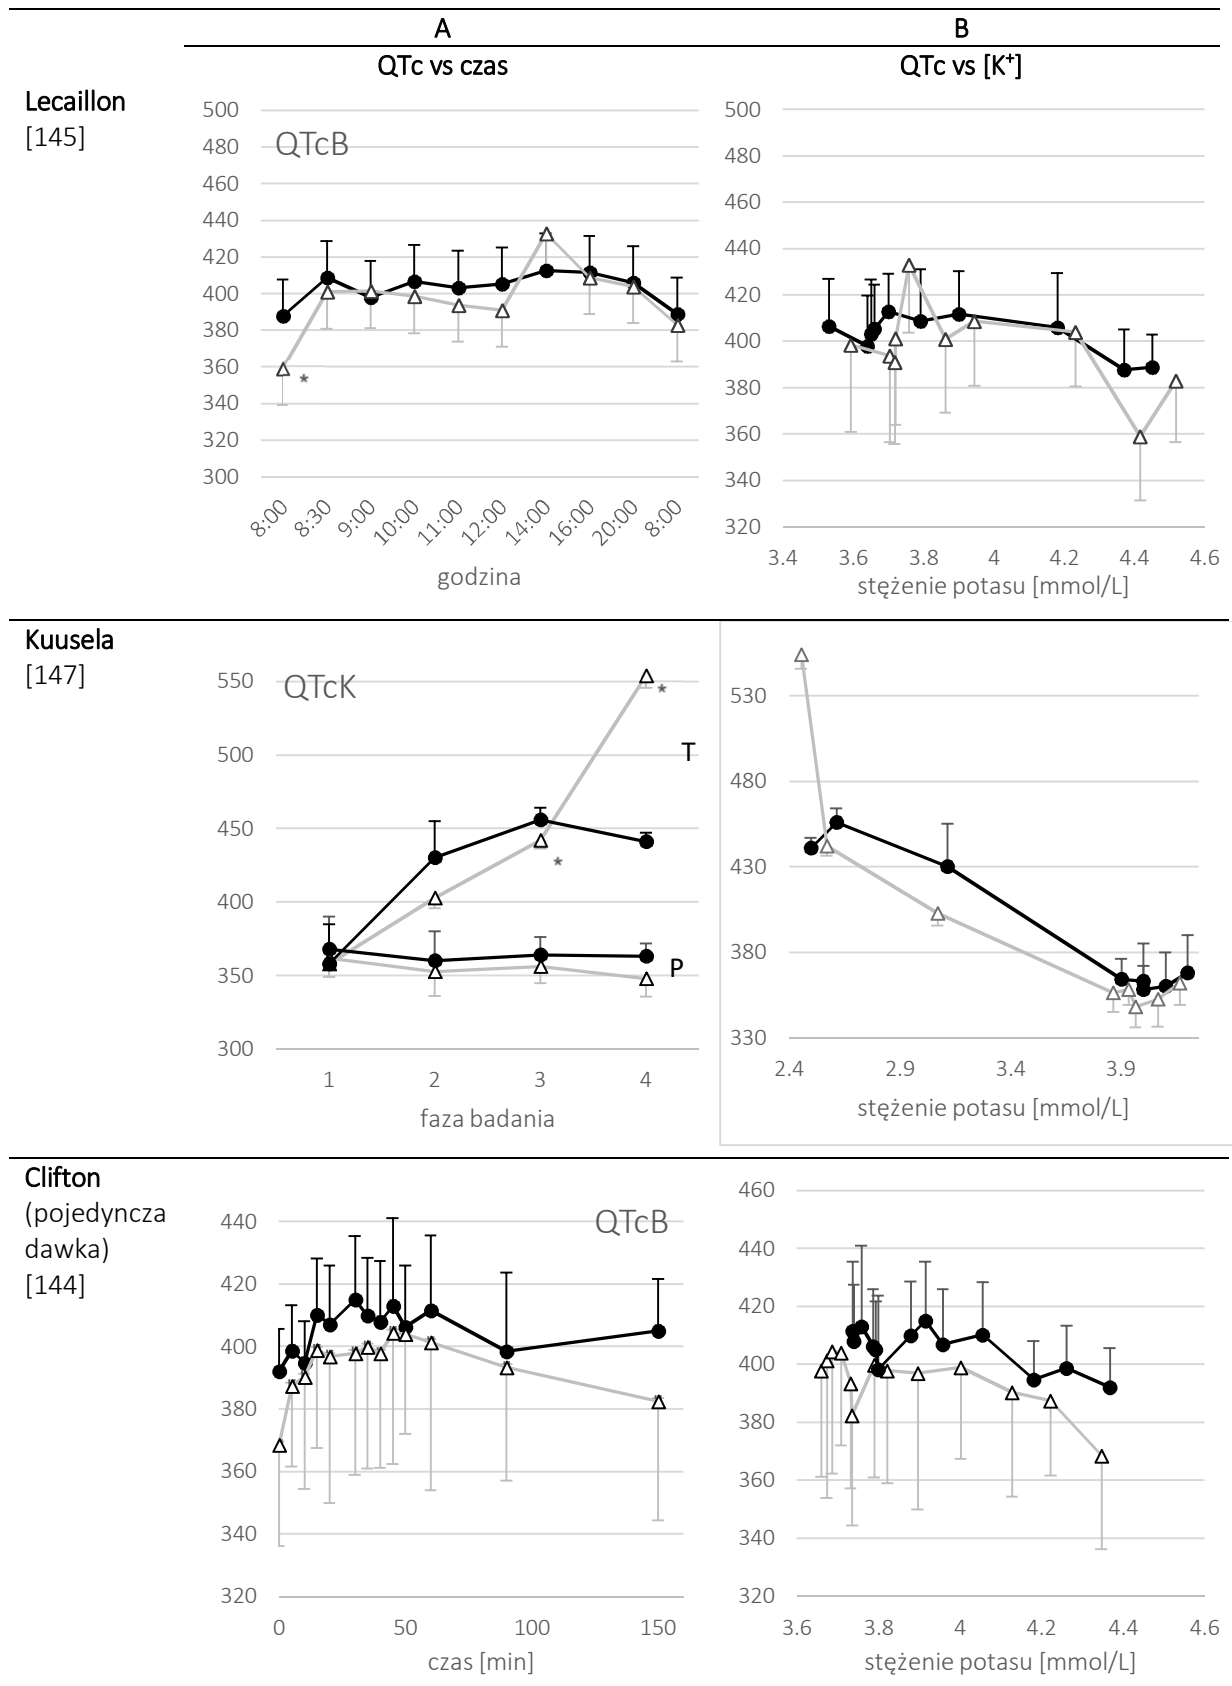 A B
QTc vs czas QTc vs [K⁺]
Lecaillon
[145]
500
480
460
440
420
400
380
360
340
320
300
QTcB
*
8:00 8:30 9:00 10:00 11:00 12:00 14:00 16:00 20:00 8:00
godzina
500
480
460
440
420
400
380
360
340
320
3.4 3.6 3.8 4 4.2 4.4 4.6
stężenie potasu [mmol/L]
Kuusela
[147]
550
500
450
400
350
300
QTcK
*
T
*
P
1 2 3 4
faza badania
530
480
430
380
330
2.4 2.9 3.4 3.9
stężenie potasu [mmol/L]
Clifton
(pojedyncza
dawka)
[144]
440
420
400
380
360
340
320
QTcB
0 50 100 150
czas [min]
460
440
420
400
380
360
340
320
3.6 3.8 4 4.2 4.4 4.6
stężenie potasu [mmol/L]